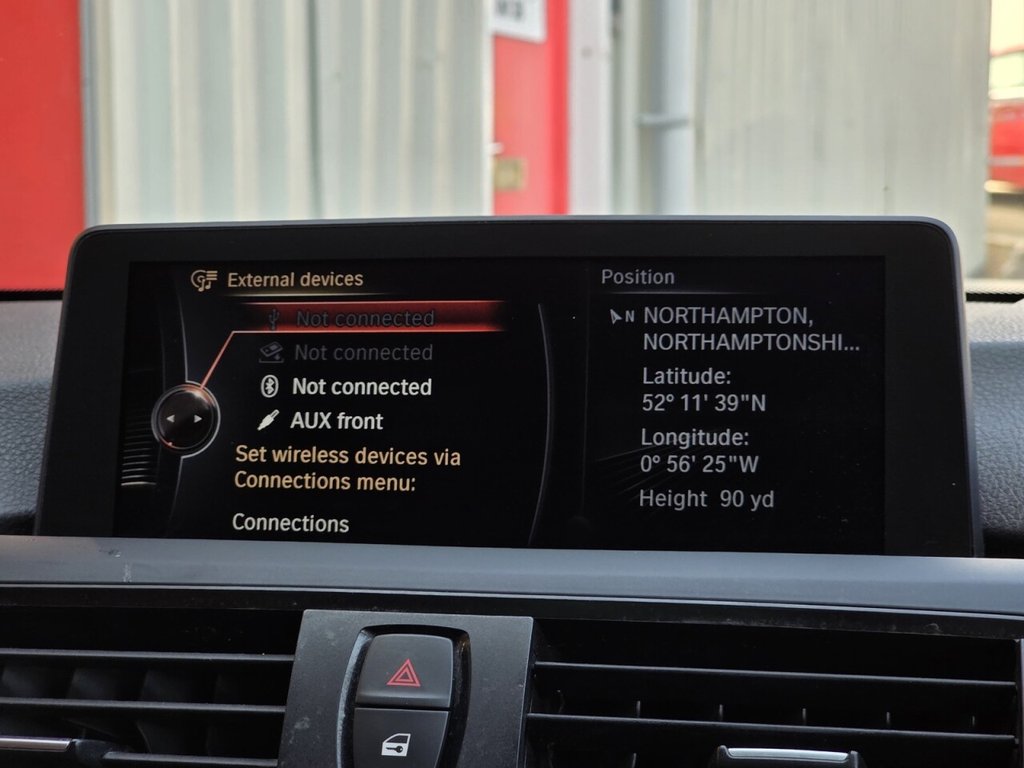 External devices
Not connected
Not connected
Not connected
AUX front
Set wireless devices via
Connections menu:
Connections
Position
N NORTHAMPTON,
NORTHAMPTONSHI...
Latitude:
52° 11' 39"N
Longitude:
0° 56' 25"W
Height 90 yd